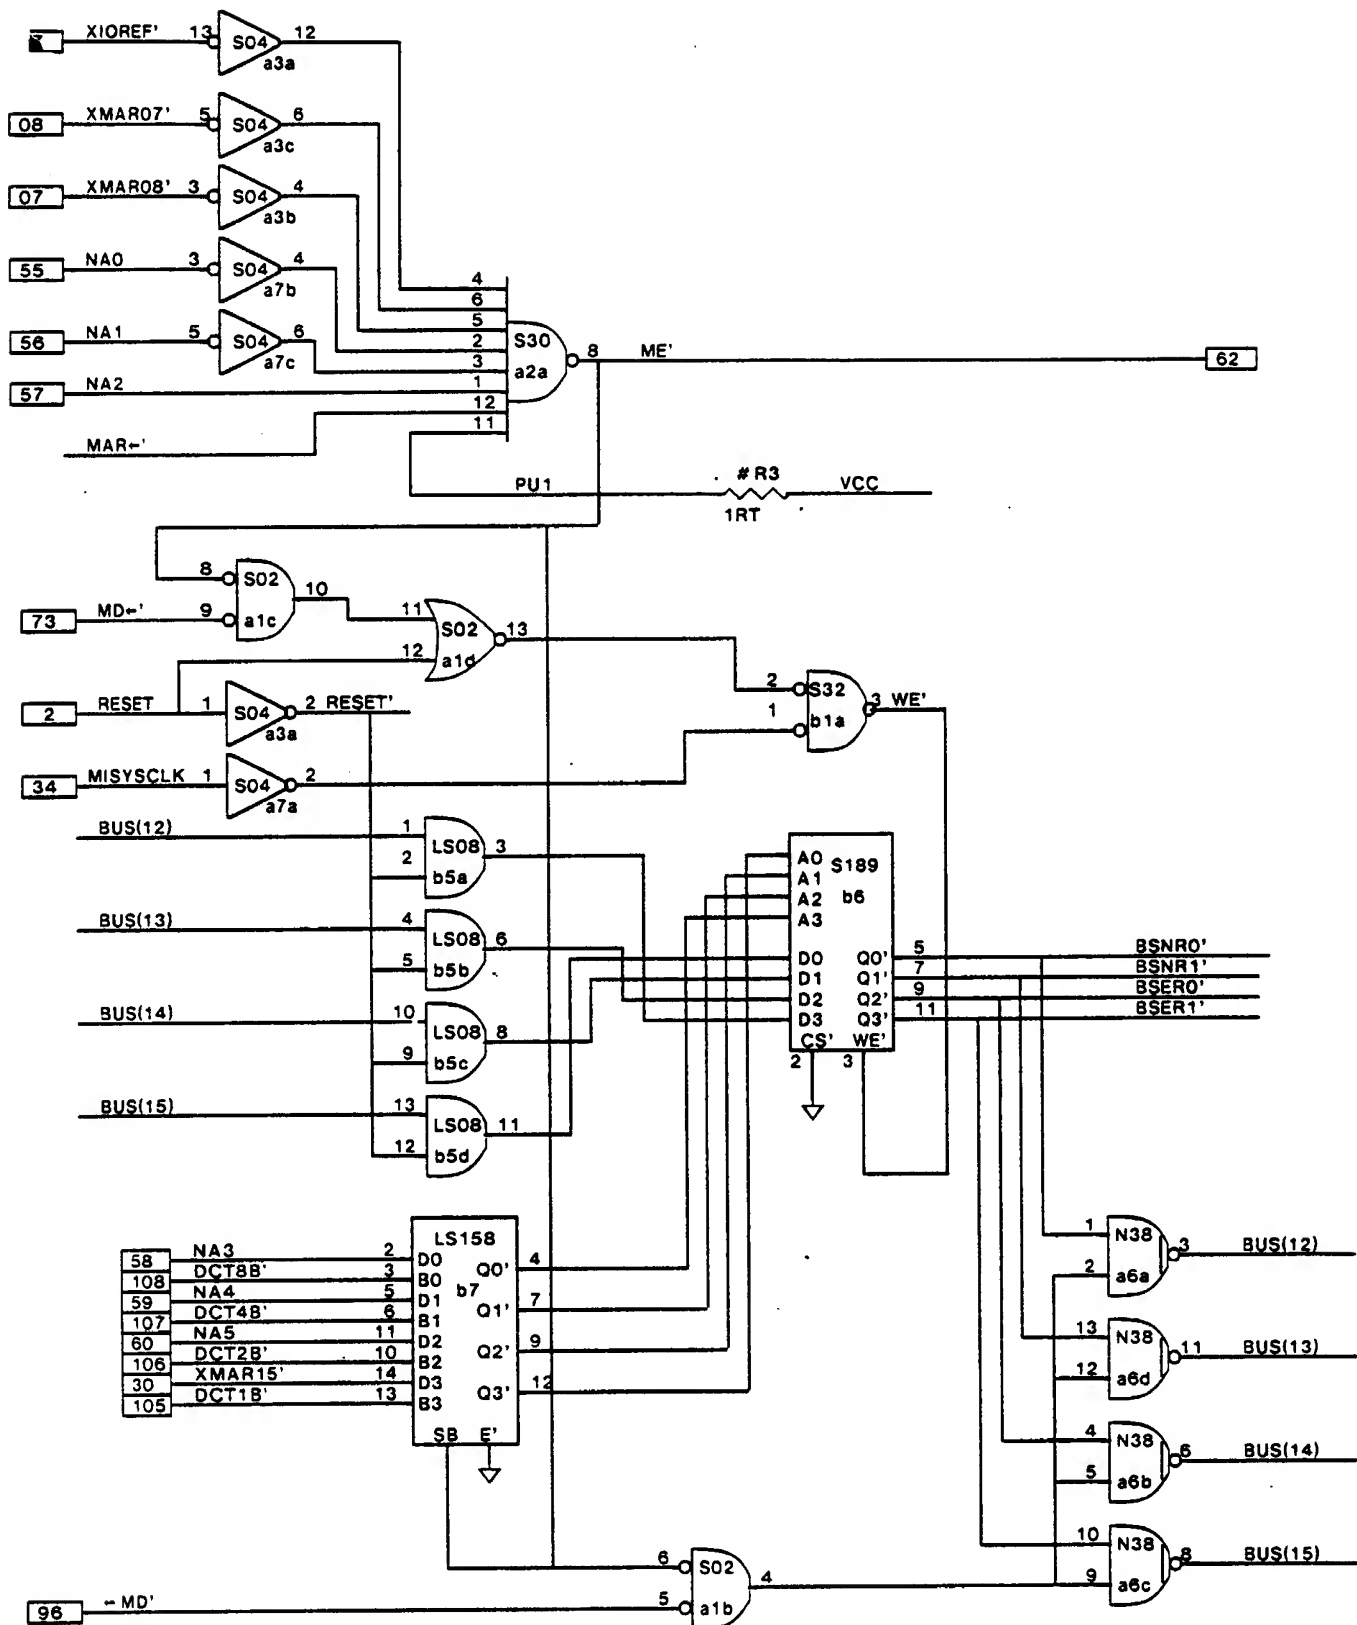 XIOREF' 13 S04 12
a3a
08 XMAR07' 5 S04 6
a3c
07 XMAR08' 3 S04 4
a3b
55 NA0 3 S04 4
a7b
56 NA1 5 S04 6
a7c
57 NA2
MAR←'
4
6
5
2
3
1
12
11
S30
a2a
8 ME' 62
PU1 # R3 VCC
1RT
8 S02 10
73 MD←' 9 a1c
11 S02 13
12 a1d
2 RESET 1 S04 2 RESET'
a3a
34 MISYSCLK 1 S04 2
a7a
2 S32 3 WE'
1 b1a
BUS(12) 1 LS08 3
2 b5a
BUS(13) 4 LS08 6
5 b5b
BUS(14) 10 LS08 8
9 b5c
BUS(15) 13 LS08 11
12 b5d
A0 S189
A1
A2 b6
A3
D0 Q0' 5 BSNR0'
D1 Q1' 7 BSNR1'
D2 Q2' 9 BSER0'
D3 Q3' 11 BSER1'
CS' WE'
2 3
LS158
b7
58 NA3 2 D0
108 DCT8B' 3 B0 Q0' 4
59 NA4 5 D1
107 DCT4B' 6 B1 Q1' 7
60 NA5 11 D2
106 DCT2B' 10 B2 Q2' 9
30 XMAR15' 14 D3
105 DCT1B' 13 B3 Q3' 12
SB E'
1 N38 3 BUS(12)
2 a6a
13 N38 11 BUS(13)
12 a6d
4 N38 6 BUS(14)
5 a6b
10 N38 8 BUS(15)
9 a6c
6 S02 4
96 ←MD' 5 a1b